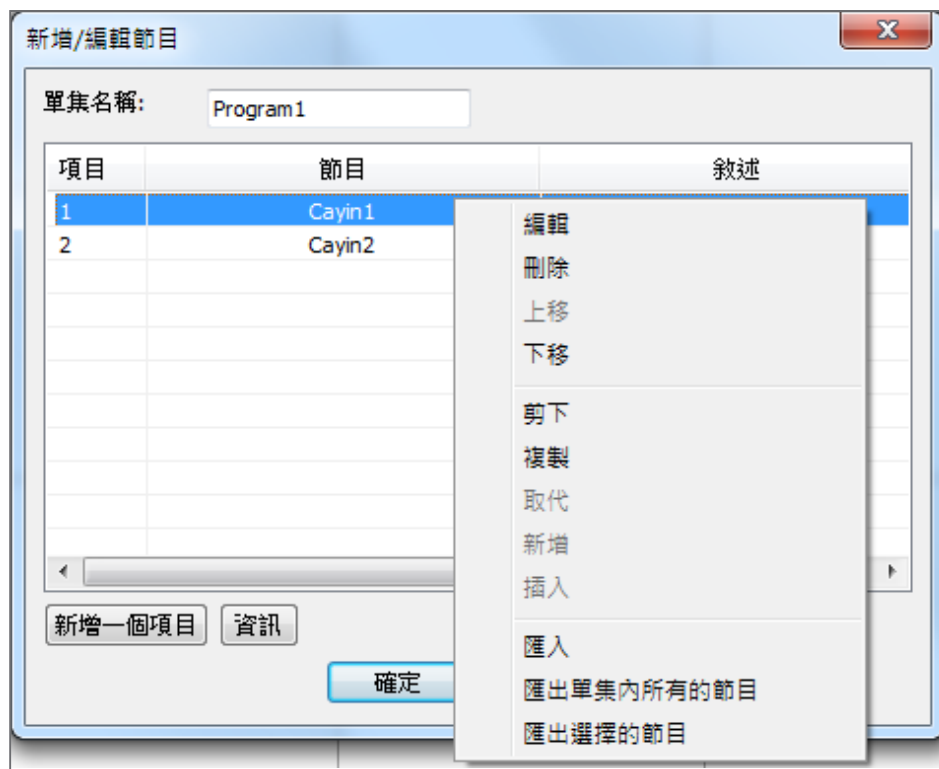 新增/編輯節目
單集名稱: Program1
項目 節目 敘述
1 Cayin1
2 Cayin2
編輯
刪除
上移
下移
剪下
複製
取代
新增
插入
匯入
匯出單集內所有的節目
匯出選擇的節目
新增一個項目 資訊
確定